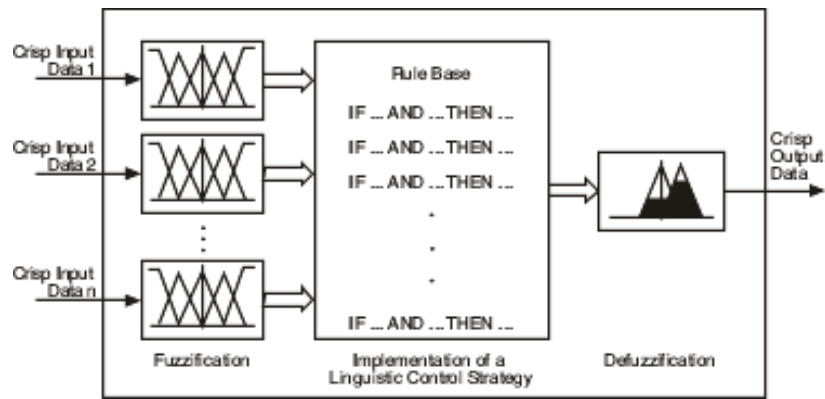 Crisp Input
Data 1
Crisp Input
Data 2
Crisp Input
Data n
Rule Base
IF ... AND ...THEN ...
IF ... AND ...THEN ...
IF ... AND ...THEN ...
IF ... AND ...THEN ...
Crisp
Output
Data
Fuzzification
Implementation of a
Linguistic Control Strategy
Defuzzification